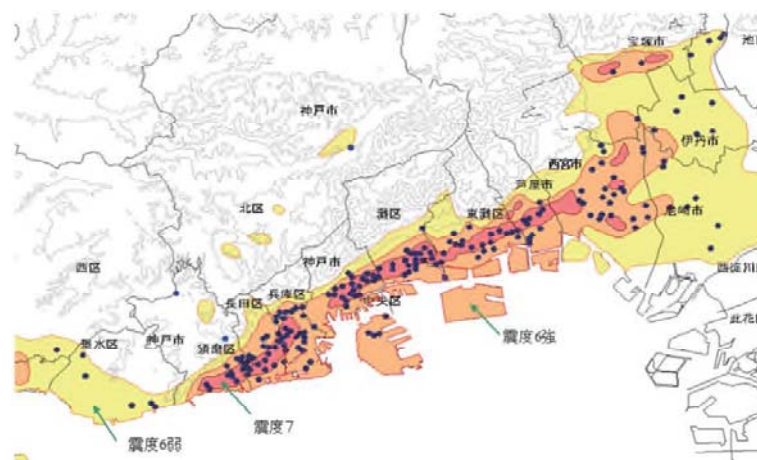 宝塚市
池
神戸市
伊丹市
西宮市
芦屋市
東灘区
灘区
北区
尼崎市
西区
神戸市
西淀川区
長田区
兵庫区
中央区
此花区
垂水区
神戸市
須磨区
震度6強
震度7
震度6弱